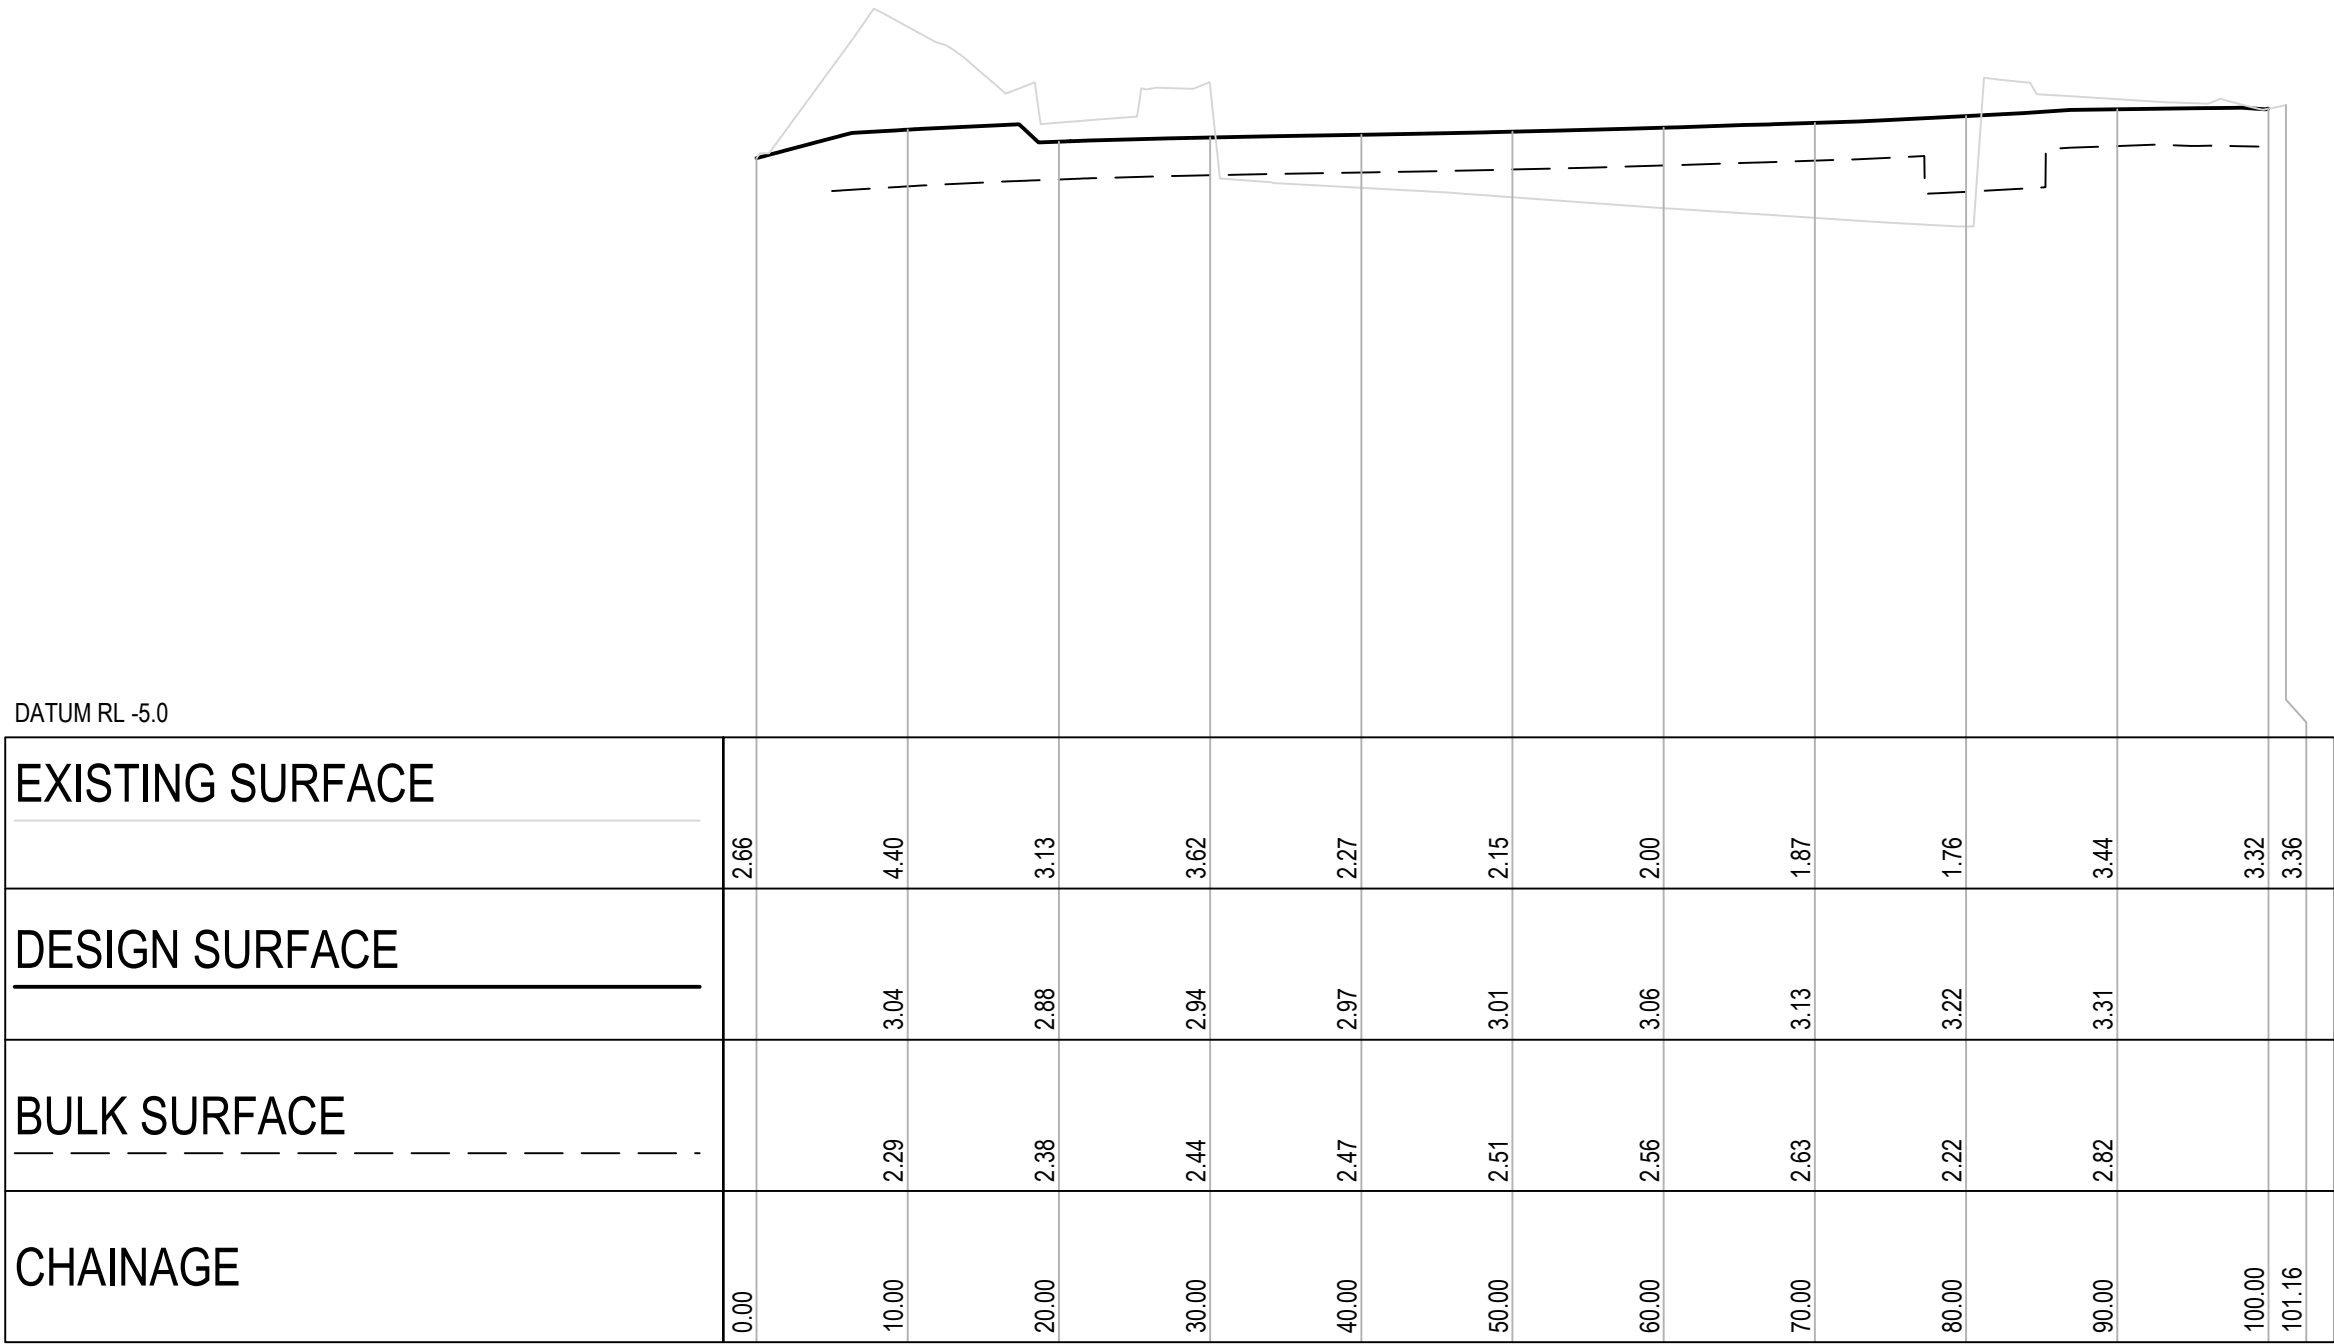 DATUM RL -5.0
EXISTING SURFACE
2.66 4.40 3.13 3.62 2.27 2.15 2.00 1.87 1.76 3.44 3.32 3.36
DESIGN SURFACE
3.04 2.88 2.94 2.97 3.01 3.06 3.13 3.22 3.31
BULK SURFACE
2.29 2.38 2.44 2.47 2.51 2.56 2.63 2.22 2.82
CHAINAGE
0.00 10.00 20.00 30.00 40.00 50.00 60.00 70.00 80.00 90.00 100.00 101.16